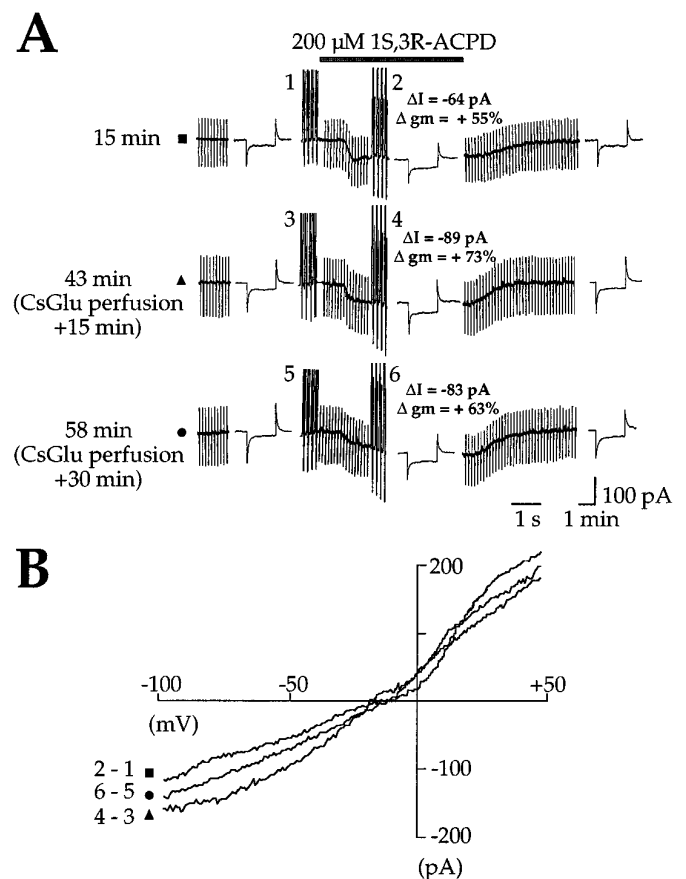 A
200 µM 1S,3R-ACPD
1
2
ΔI = -64 pA
Δ gm = + 55%
15 min ■
3
4
ΔI = -89 pA
Δ gm = + 73%
43 min ▲
(CsGlu perfusion
+15 min)
5
6
ΔI = -83 pA
Δ gm = + 63%
58 min ●
(CsGlu perfusion
+30 min)
100 pA
1 s
1 min
B
200
-100
-50
+50
(mV)
2 - 1 ■
6 - 5 ●
4 - 3 ▲
-100
-200
(pA)